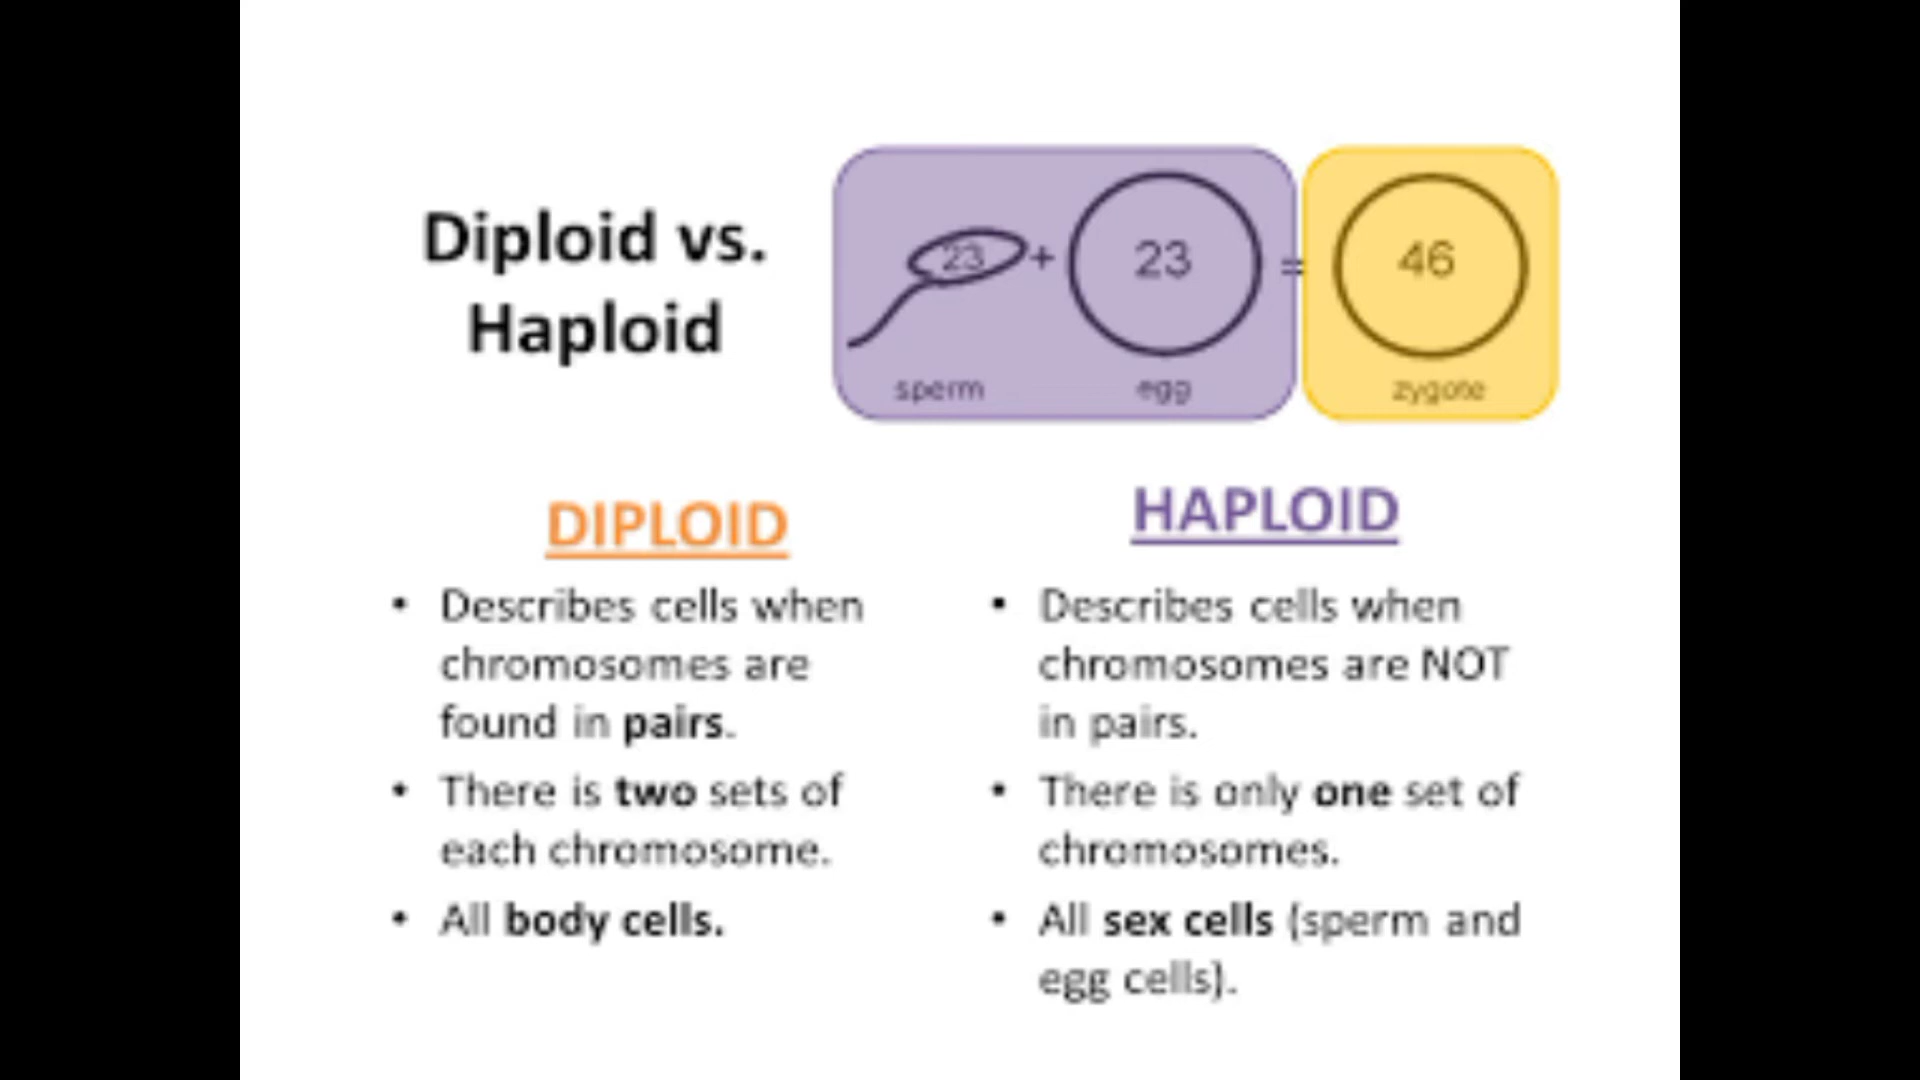 Diploid vs.
Haploid
23 + 23 = 46
sperm egg zygote
DIPLOID
• Describes cells when
chromosomes are
found in pairs.
• There is two sets of
each chromosome.
• All body cells.
HAPLOID
• Describes cells when
chromosomes are NOT
in pairs.
• There is only one set of
chromosomes.
• All sex cells (sperm and
egg cells).